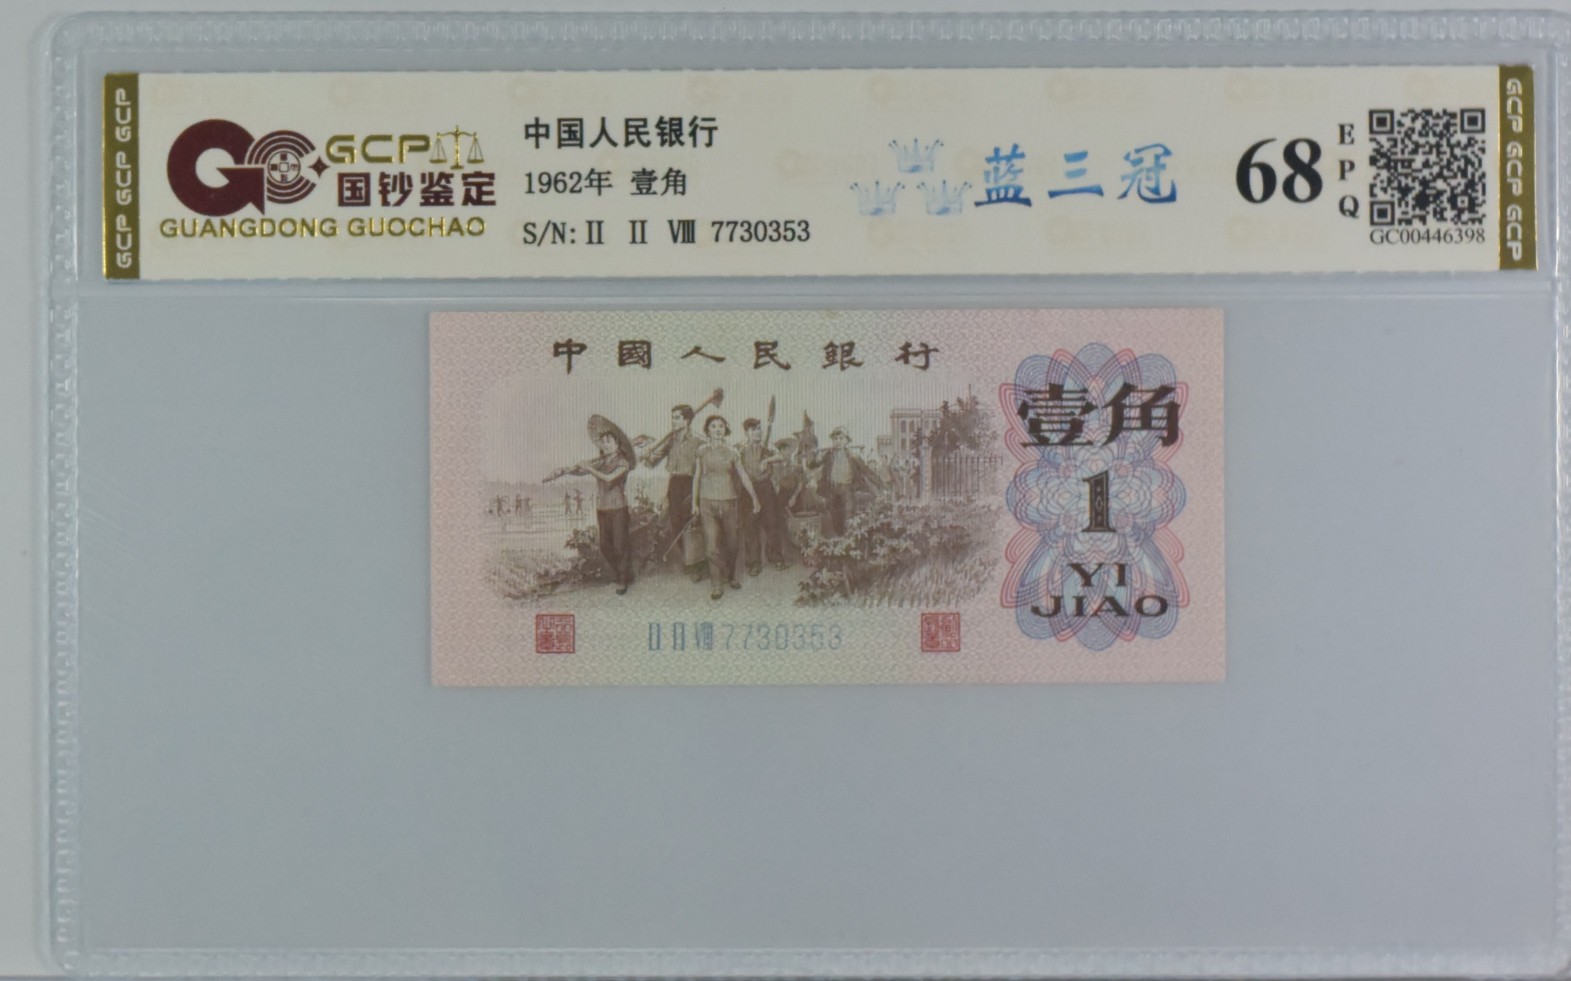 GCP GCP GCP
GCP
国钞鉴定
GUANGDONG GUOCHAO
中国人民银行
1962年 壹角
S/N: II II VIII 7730353
蓝三冠
68
EPQ
GC00446398
GCP GCP GCP
中國人民銀行
壹角
1
YI
JIAO
II II VIII 7730353